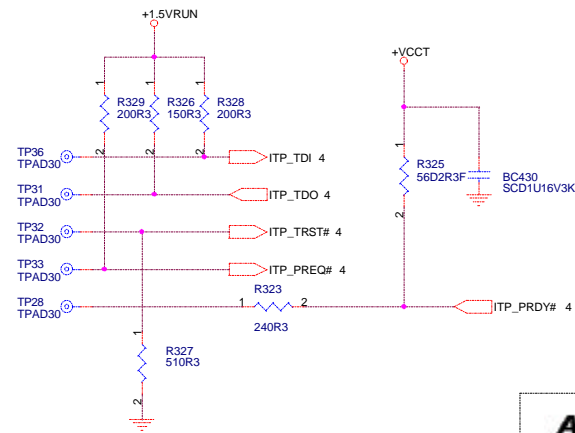 +1.5VRUN
+VCCT
1
1
1
R329
200R3
R326
150R3
R328
200R3
2
2
2
TP36
TPAD30
ITP_TDI 4
TP31
TPAD30
ITP_TDO 4
TP32
TPAD30
ITP_TRST# 4
TP33
TPAD30
ITP_PREQ# 4
TP28
TPAD30
1
R325
56D2R3F
2
BC430
SCD1U16V3K
R323
1
2
240R3
ITP_PRDY# 4
1
R327
510R3
2
A